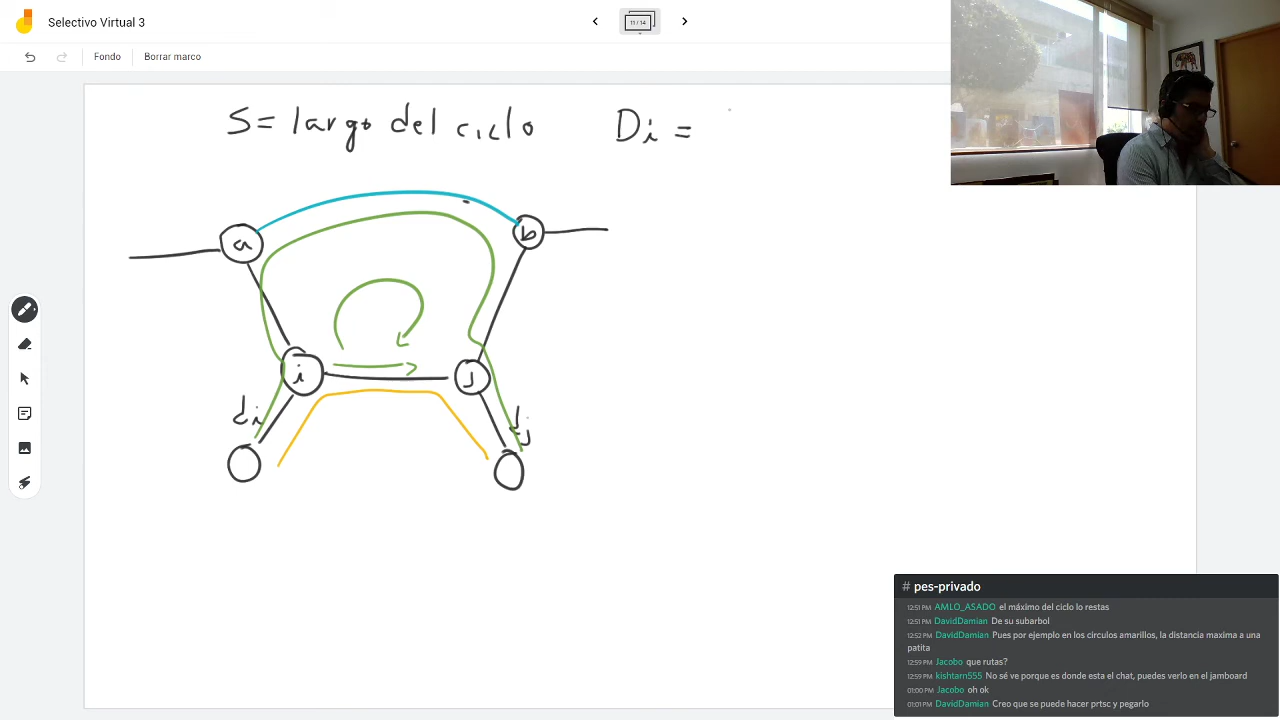 Selectivo Virtual 3
11 / 14
Fondo
Borrar marco
S= largo del ciclo
Di =
a
b
i
j
di
dj
# pes-privado
12:51 PM AMLO_ASADO el máximo del ciclo lo restas
12:51 PM DavidDamian De su subarbol
12:52 PM DavidDamian Pues por ejemplo en los circulos amarillos, la distancia maxima a una
patita
12:59 PM Jacobo que rutas?
12:59 PM kishtarn555 No sé ve porque es donde esta el chat, puedes verlo en el jamboard
01:00 PM Jacobo oh ok
01:01 PM DavidDamian Creo que se puede hacer prtsc y pegarlo